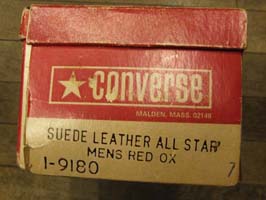 converse
MALDEN, MASS. 02148
SUEDE LEATHER ALL STAR
MENS RED OX
1-9180
7